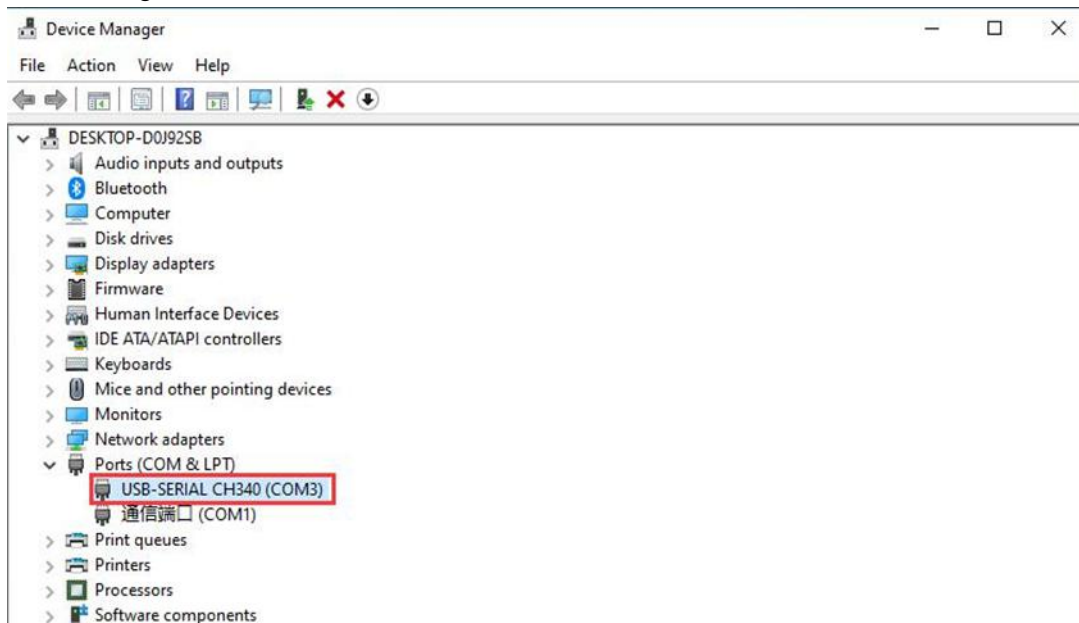 Device Manager
File Action View Help
DESKTOP-D0J92SB
Audio inputs and outputs
Bluetooth
Computer
Disk drives
Display adapters
Firmware
Human Interface Devices
IDE ATA/ATAPI controllers
Keyboards
Mice and other pointing devices
Monitors
Network adapters
Ports (COM & LPT)
USB-SERIAL CH340 (COM3)
通信端口 (COM1)
Print queues
Printers
Processors
Software components